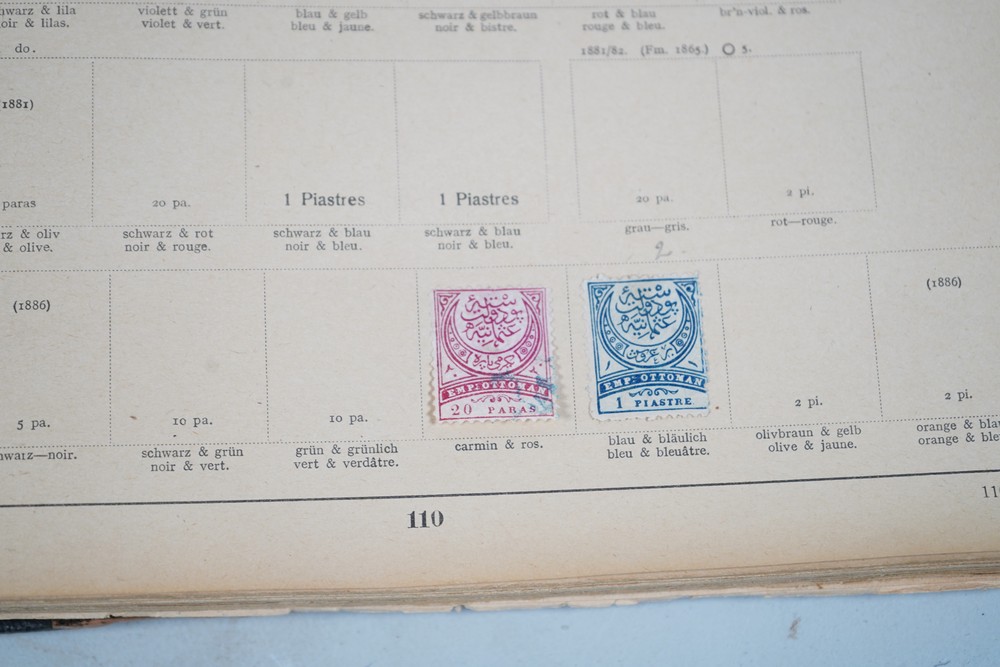 & lila
& lilas.
violett & grün
violet & vert.
blau & gelb
bleu & jaune.
schwarz & gelbbraun
noir & bistre.
rot & blau
rouge & bleu.
br'n-viol. & ros.
do.
1881/82. (Fm. 1865.) 5.
1881)
paras
20 pa.
1 Piastres
1 Piastres
20 pa.
2 pi.
& oliv
& olive.
schwarz & rot
noir & rouge.
schwarz & blau
noir & bleu.
schwarz & blau
noir & bleu.
grau—gris.
rot—rouge.
2.
(1886)
(1886)
EMP: OTTOMAN
20 PARAS
EMP: OTTOMAN
1 PIASTRE
5 pa.
10 pa.
10 pa.
2 pi.
2 pi.
—noir.
schwarz & grün
noir & vert.
grün & grünlich
vert & verdâtre.
carmin & ros.
blau & bläulich
bleu & bleuâtre.
olivbraun & gelb
olive & jaune.
orange &
orange &
110